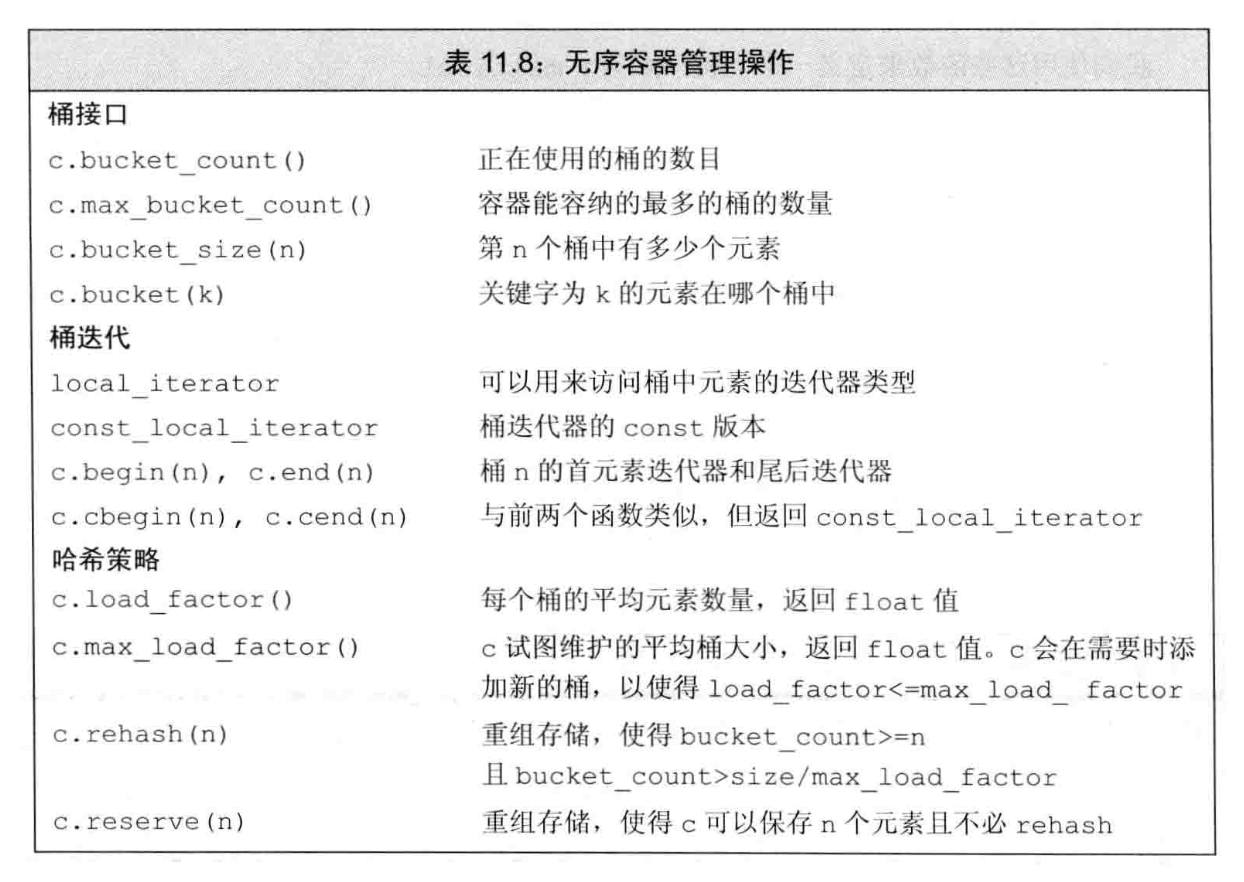 表 11.8：无序容器管理操作
桶接口
c.bucket_count() 正在使用的桶的数目
c.max_bucket_count() 容器能容纳的最多的桶的数量
c.bucket_size(n) 第 n 个桶中有多少个元素
c.bucket(k) 关键字为 k 的元素在哪个桶中
桶迭代
local_iterator 可以用来访问桶中元素的迭代器类型
const_local_iterator 桶迭代器的 const 版本
c.begin(n), c.end(n) 桶 n 的首元素迭代器和尾后迭代器
c.cbegin(n), c.cend(n) 与前两个函数类似，但返回 const_local_iterator
哈希策略
c.load_factor() 每个桶的平均元素数量，返回 float 值
c.max_load_factor() c 试图维护的平均桶大小，返回 float 值。c 会在需要时添
加新的桶，以使得 load_factor<=max_load_ factor
c.rehash(n) 重组存储，使得 bucket_count>=n
且 bucket_count>size/max_load_factor
c.reserve(n) 重组存储，使得 c 可以保存 n 个元素且不必 rehash